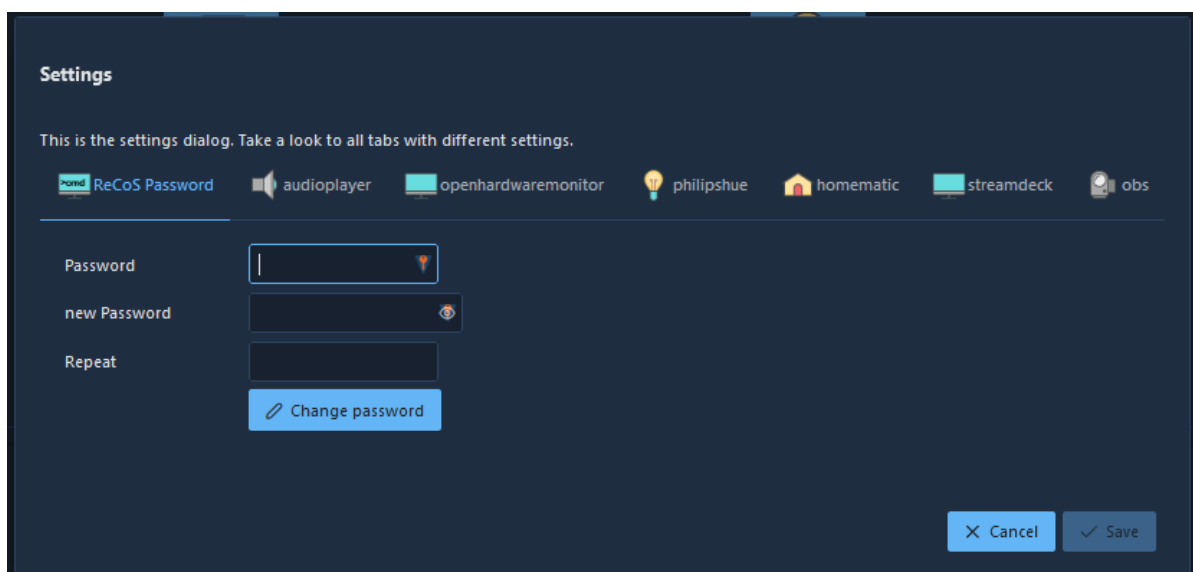 Settings
This is the settings dialog. Take a look to all tabs with different settings.
>cmd ReCoS Password audioplayer openhardwaremonitor philipshue homematic streamdeck obs
Password
new Password
Repeat
Change password
Cancel Save